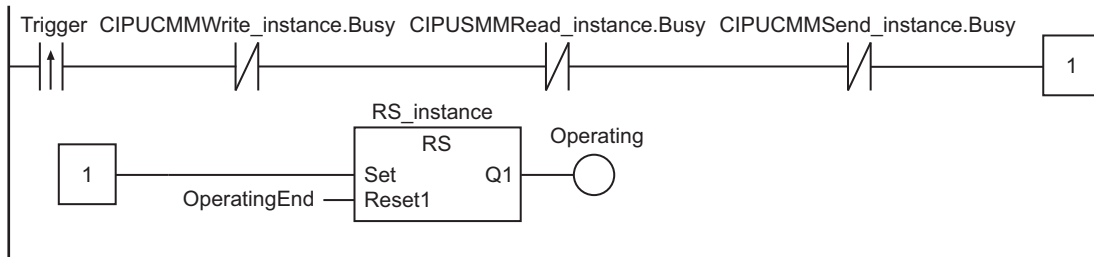 Trigger CIPUCMMWrite_instance.Busy CIPUSMMRead_instance.Busy CIPUCMMSend_instance.Busy
1
RS_instance
RS
Operating
1
Set Q1
OperatingEnd Reset1